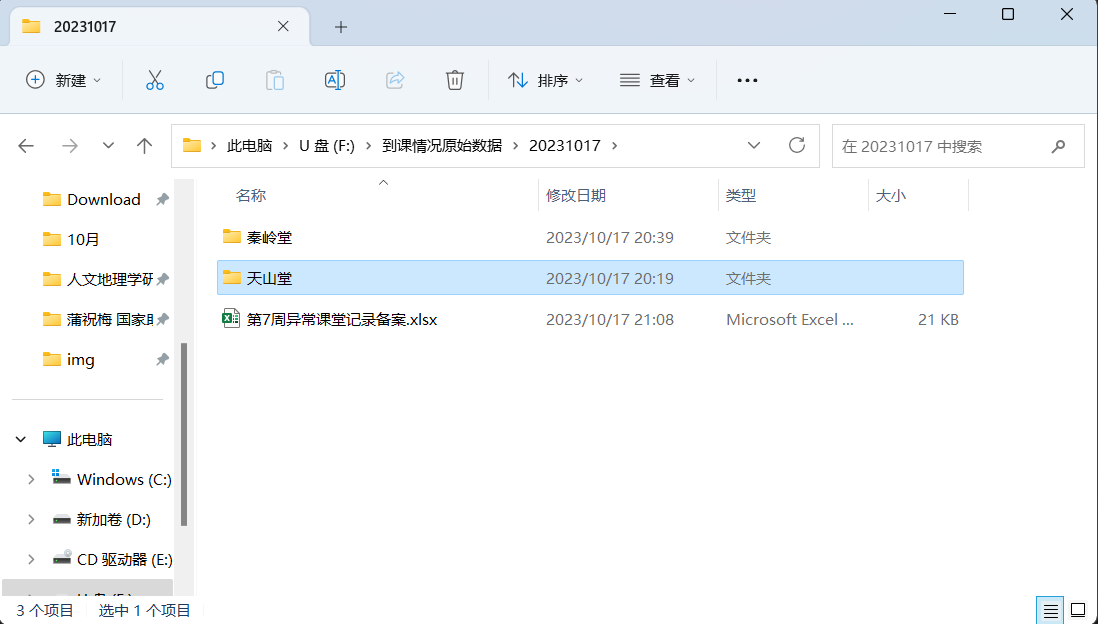 20231017
新建
排序
查看
此电脑 U 盘 (F:) 到课情况原始数据 20231017
在 20231017 中搜索
名称 修改日期 类型 大小
秦岭堂 2023/10/17 20:39 文件夹
天山堂 2023/10/17 20:19 文件夹
第7周异常课堂记录备案.xlsx 2023/10/17 21:08 Microsoft Excel ... 21 KB
Download
10月
人文地理学研
蒲祝梅 国家
img
此电脑
Windows (C:)
新加卷 (D:)
CD 驱动器 (E:)
3 个项目 选中 1 个项目